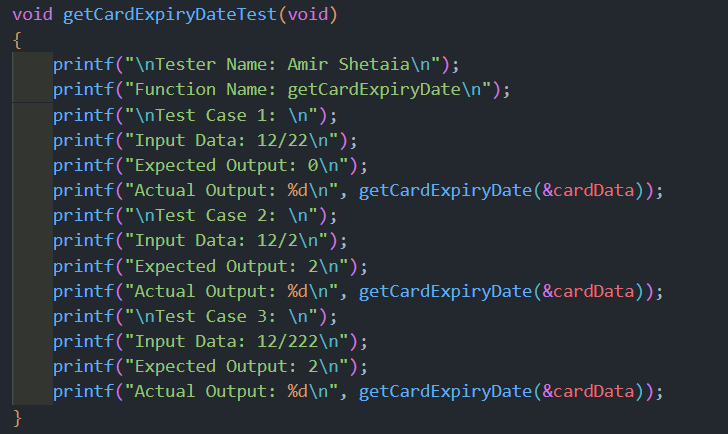 void getCardExpiryDateTest(void)
{
    printf("\nTester Name: Amir Shetaia\n");
    printf("Function Name: getCardExpiryDate\n");
    printf("\nTest Case 1: \n");
    printf("Input Data: 12/22\n");
    printf("Expected Output: 0\n");
    printf("Actual Output: %d\n", getCardExpiryDate(&cardData));
    printf("\nTest Case 2: \n");
    printf("Input Data: 12/2\n");
    printf("Expected Output: 2\n");
    printf("Actual Output: %d\n", getCardExpiryDate(&cardData));
    printf("\nTest Case 3: \n");
    printf("Input Data: 12/222\n");
    printf("Expected Output: 2\n");
    printf("Actual Output: %d\n", getCardExpiryDate(&cardData));
}